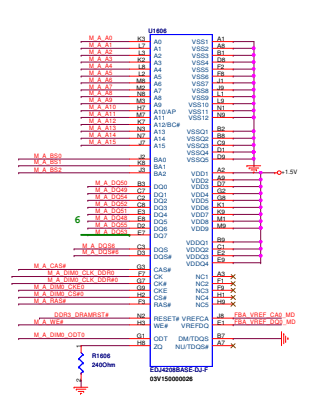 U1606
M_A_A0 K3 A0 VSS1 A1
M_A_A1 L7 A1 VSS2 A8
M_A_A2 L3 A2 VSS3 B1
M_A_A3 K2 A3 VSS4 D8
M_A_A4 L8 A4 VSS5 F2
M_A_A5 L2 A5 VSS6 F8
M_A_A6 M8 A6 VSS7 J1
M_A_A7 M2 A7 VSS8 J9
M_A_A8 N8 A8 VSS9 L1
M_A_A9 M3 A9 VSS10 L9
M_A_A10 H7 A10/AP VSS11 N1
M_A_A11 M7 A11 VSS12 N9
M_A_A12 K7 A12/BC#
M_A_A13 N3 A13 VSSQ1 B2
M_A_A14 N7 A14 VSSQ2 B8
M_A_A15 J7 A15 VSSQ3 C9
VSSQ4 D1
M_A_BS0 J2 BA0 VSSQ5 D9
M_A_BS1 K8 BA1
M_A_BS2 J3 BA2 VDD1 A2 +1.5V
VDD2 A9
M_A_DQ50 B3 DQ0 VDD3 D7
M_A_DQ49 DQ1 VDD4 G2
M_A_DQ54 C2 DQ2 VDD5 G8
M_A_DQ52 C8 DQ3 VDD6 K1
M_A_DQ51 E3 DQ4 VDD7 K9
M_A_DQ48 E8 DQ5 VDD8 M1
6 M_A_DQ55 D2 DQ6 VDD9 M9
E7 DQ7
VDDQ1 B9
M_A_DQS6 C3 DQS VDDQ2 C1
M_A_DQS#6 D3 DQS# VDDQ3 E2
VDDQ4 E9
M_A_CAS# G3 CAS#
M_A_DIM0_CLK_DDR0 F7 CK NC1 A3
M_A_DIM0_CLK_DDR#0 G7 CK# NC2 F1
M_A_DIM0_CKE0 G9 CKE NC3 F9
M_A_DIM0_CS#0 H2 CS# NC4 H1
M_A_RAS# F3 RAS# NC5 H9
DDR3_DRAMRST# N2 RESET# VREFCA J8 FBA_VREF_CA0_MD
M_A_WE# H3 WE# VREFDQ E1 FBA_VREF_DQ0_MD
M_A_DIM0_ODT0 G1 ODT DM/TDQS B7
H8 ZQ NU/TDQS# A7
R1606
240Ohm
EDJ4208BASE-DJ-F
03V150000026